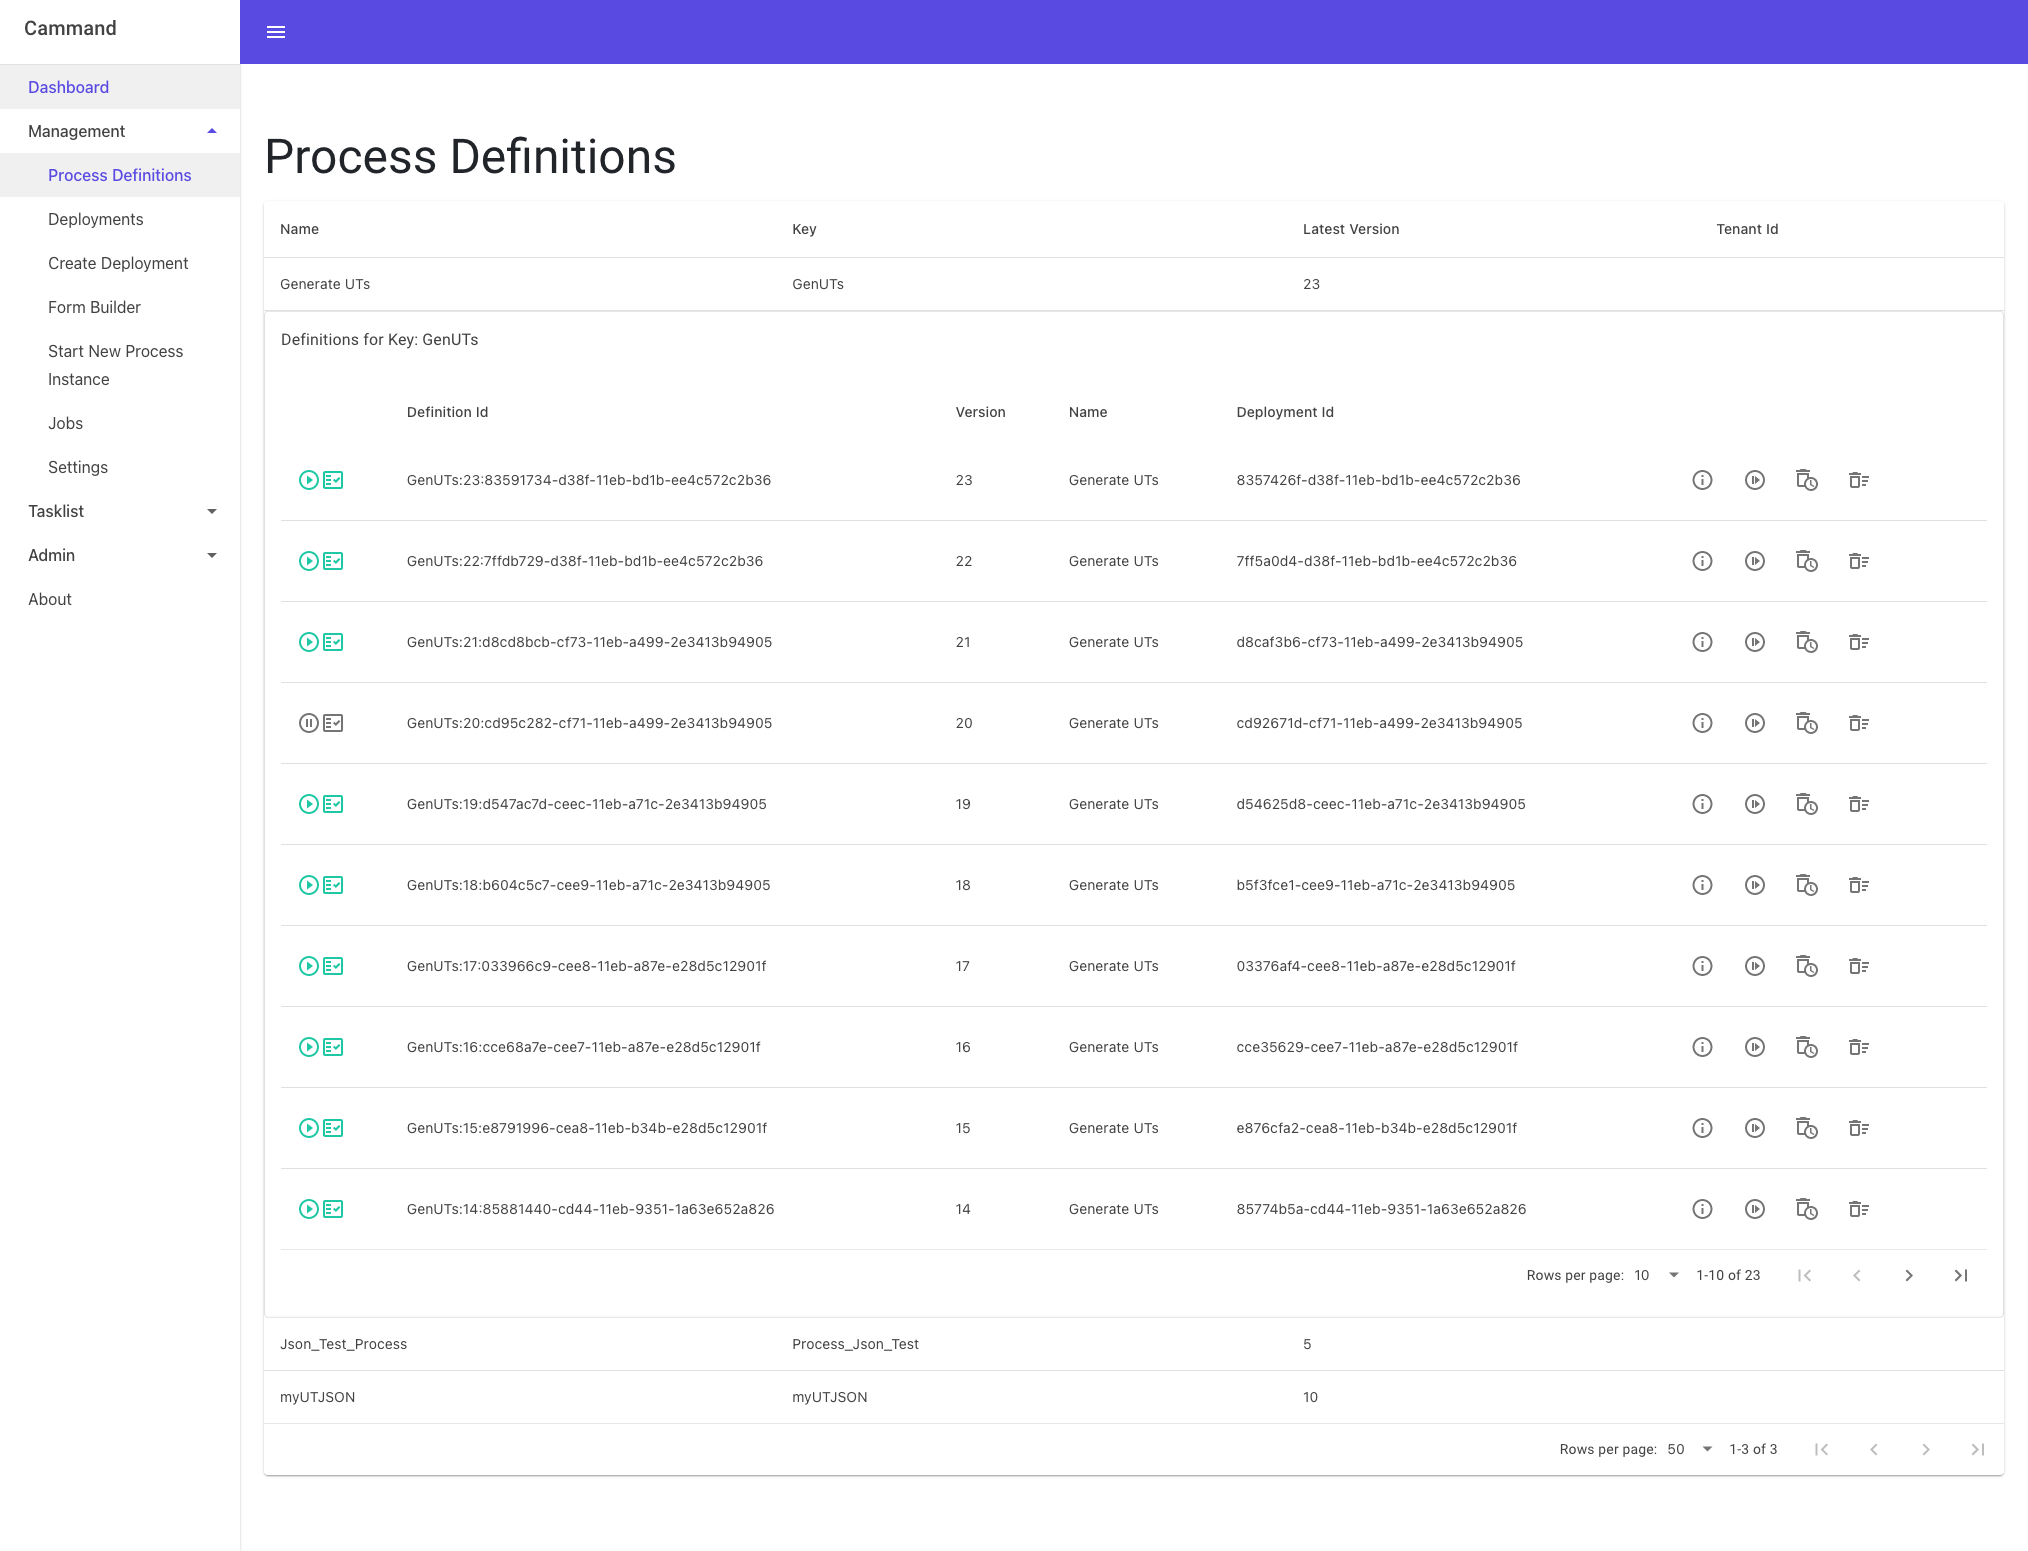 Cammand
Dashboard
Management
Process Definitions
Deployments
Create Deployment
Form Builder
Start New Process
Instance
Jobs
Settings
Tasklist
Admin
About
Process Definitions
Name Key Latest Version Tenant Id
Generate UTs GenUTs 23
Definitions for Key: GenUTs
Definition Id Version Name Deployment Id
GenUTs:23:83591734-d38f-11eb-bd1b-ee4c572c2b36 23 Generate UTs 8357426f-d38f-11eb-bd1b-ee4c572c2b36
GenUTs:22:7ffdb729-d38f-11eb-bd1b-ee4c572c2b36 22 Generate UTs 7ff5a0d4-d38f-11eb-bd1b-ee4c572c2b36
GenUTs:21:d8cd8bcb-cf73-11eb-a499-2e3413b94905 21 Generate UTs d8caf3b6-cf73-11eb-a499-2e3413b94905
GenUTs:20:cd95c282-cf71-11eb-a499-2e3413b94905 20 Generate UTs cd92671d-cf71-11eb-a499-2e3413b94905
GenUTs:19:d547ac7d-ceec-11eb-a71c-2e3413b94905 19 Generate UTs d54625d8-ceec-11eb-a71c-2e3413b94905
GenUTs:18:b604c5c7-cee9-11eb-a71c-2e3413b94905 18 Generate UTs b5f3fce1-cee9-11eb-a71c-2e3413b94905
GenUTs:17:033966c9-cee8-11eb-a87e-e28d5c12901f 17 Generate UTs 03376af4-cee8-11eb-a87e-e28d5c12901f
GenUTs:16:cce68a7e-cee7-11eb-a87e-e28d5c12901f 16 Generate UTs cce35629-cee7-11eb-a87e-e28d5c12901f
GenUTs:15:e8791996-cea8-11eb-b34b-e28d5c12901f 15 Generate UTs e876cfa2-cea8-11eb-b34b-e28d5c12901f
GenUTs:14:85881440-cd44-11eb-9351-1a63e652a826 14 Generate UTs 85774b5a-cd44-11eb-9351-1a63e652a826
Rows per page: 10 1-10 of 23
Json_Test_Process Process_Json_Test 5
myUTJSON myUTJSON 10
Rows per page: 50 1-3 of 3